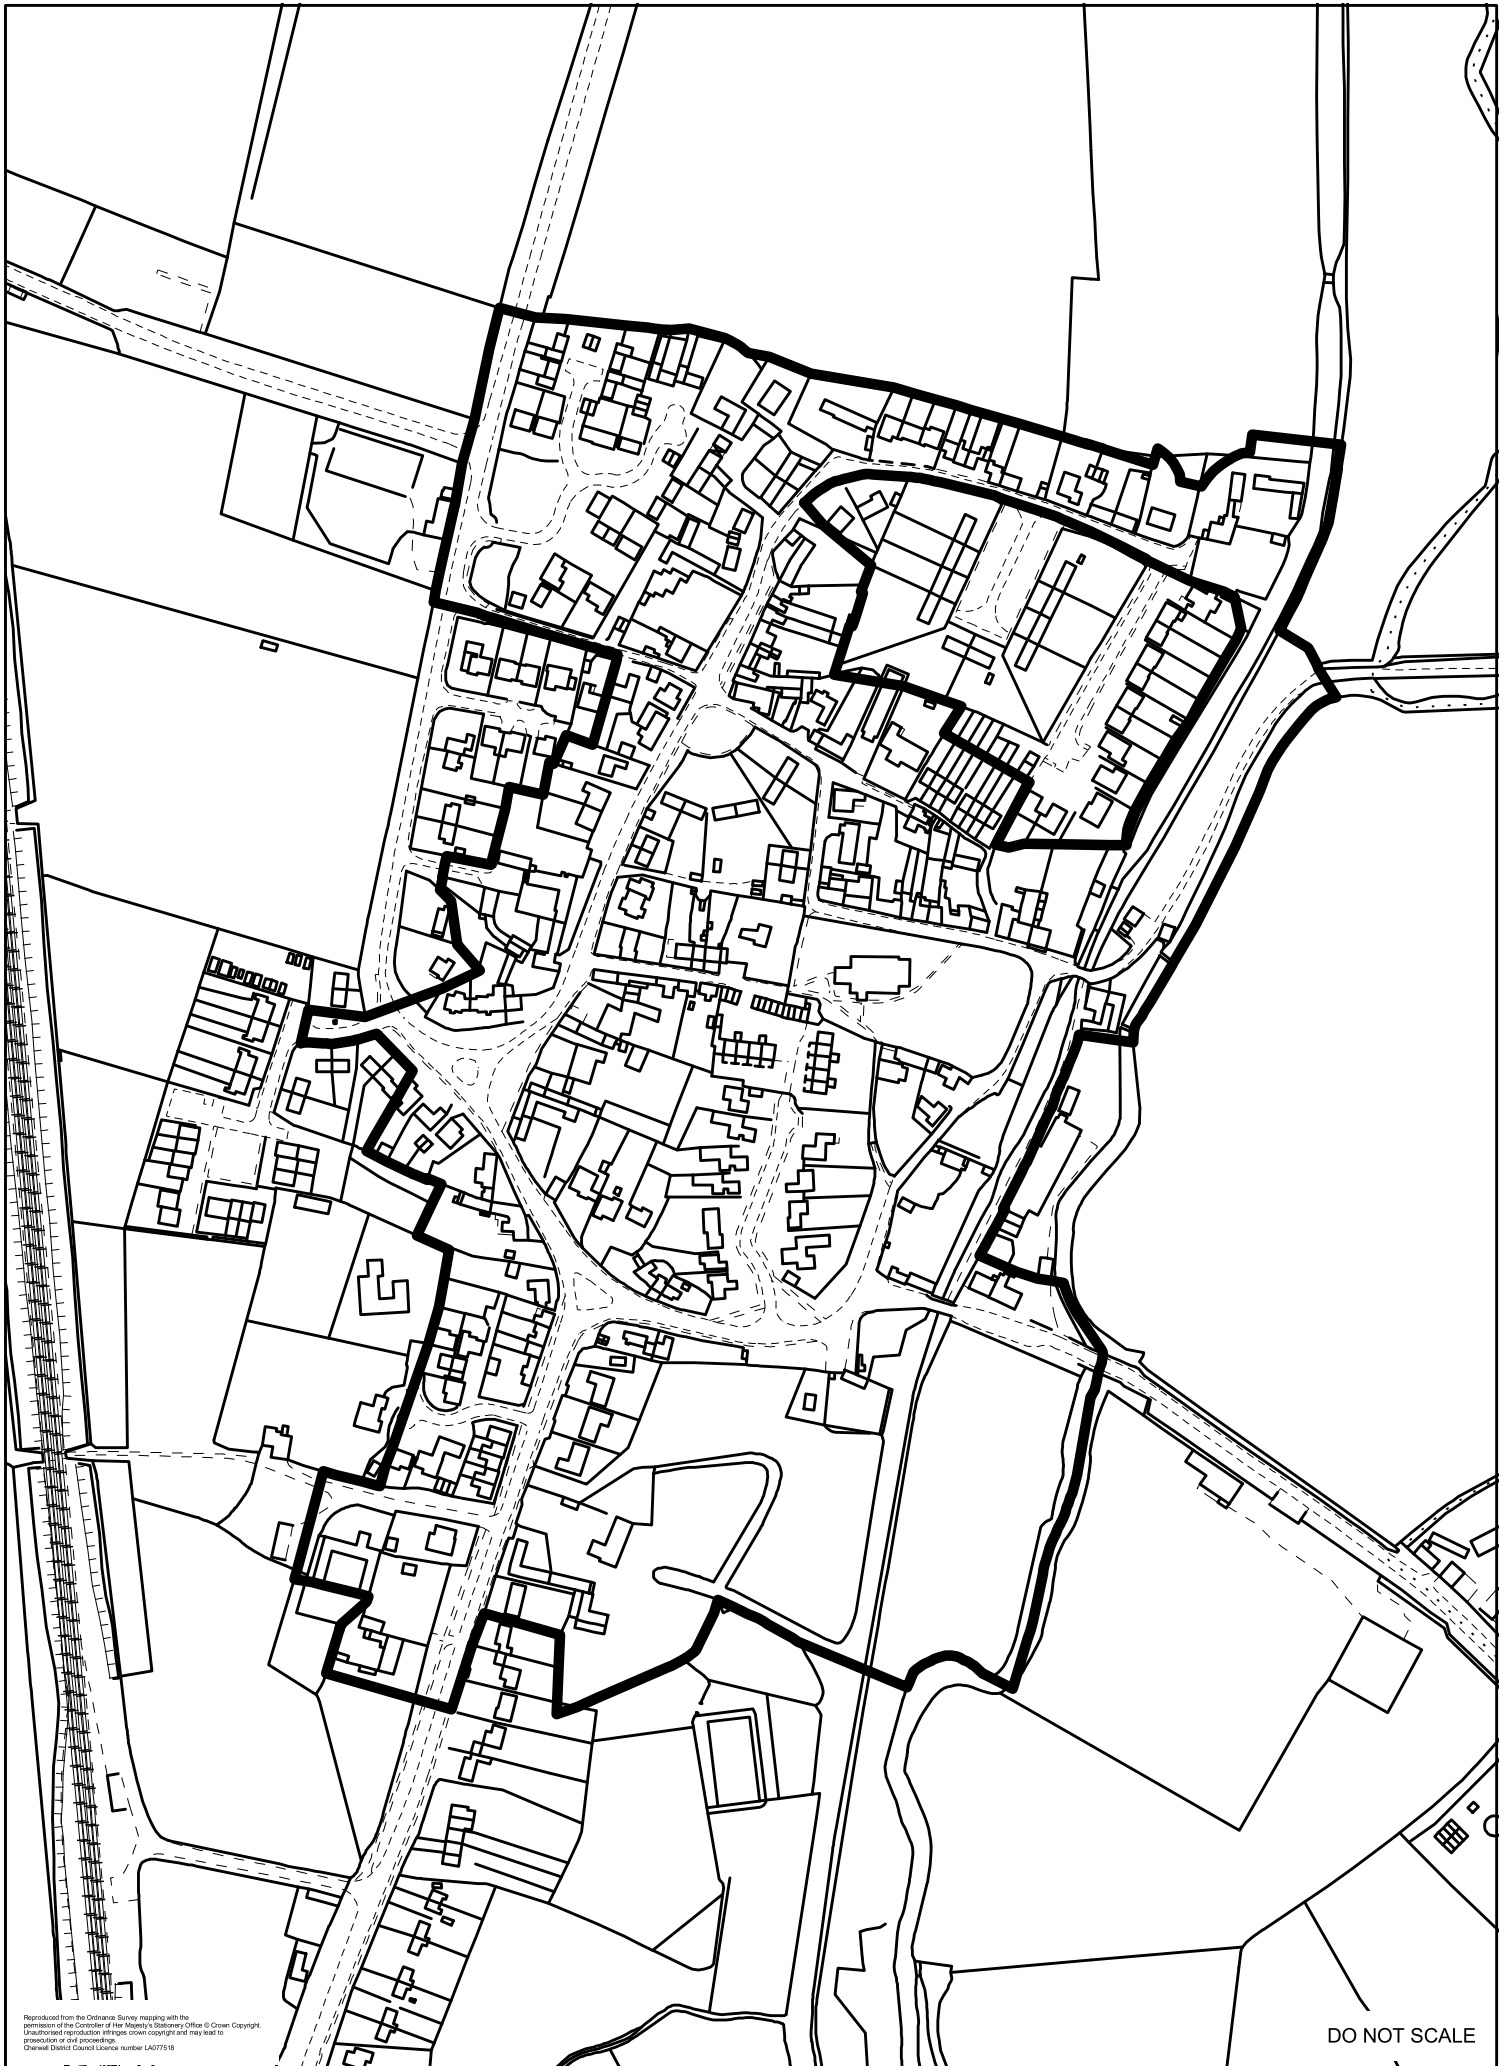 Reproduced from the Ordnance Survey mapping with the
permission of the Controller of Her Majesty's Stationery Office © Crown Copyright.
Unauthorised reproduction infringes crown copyright and may lead to
prosecution or civil proceedings.
Cherwell District Council Licence number LA077518
DO NOT SCALE